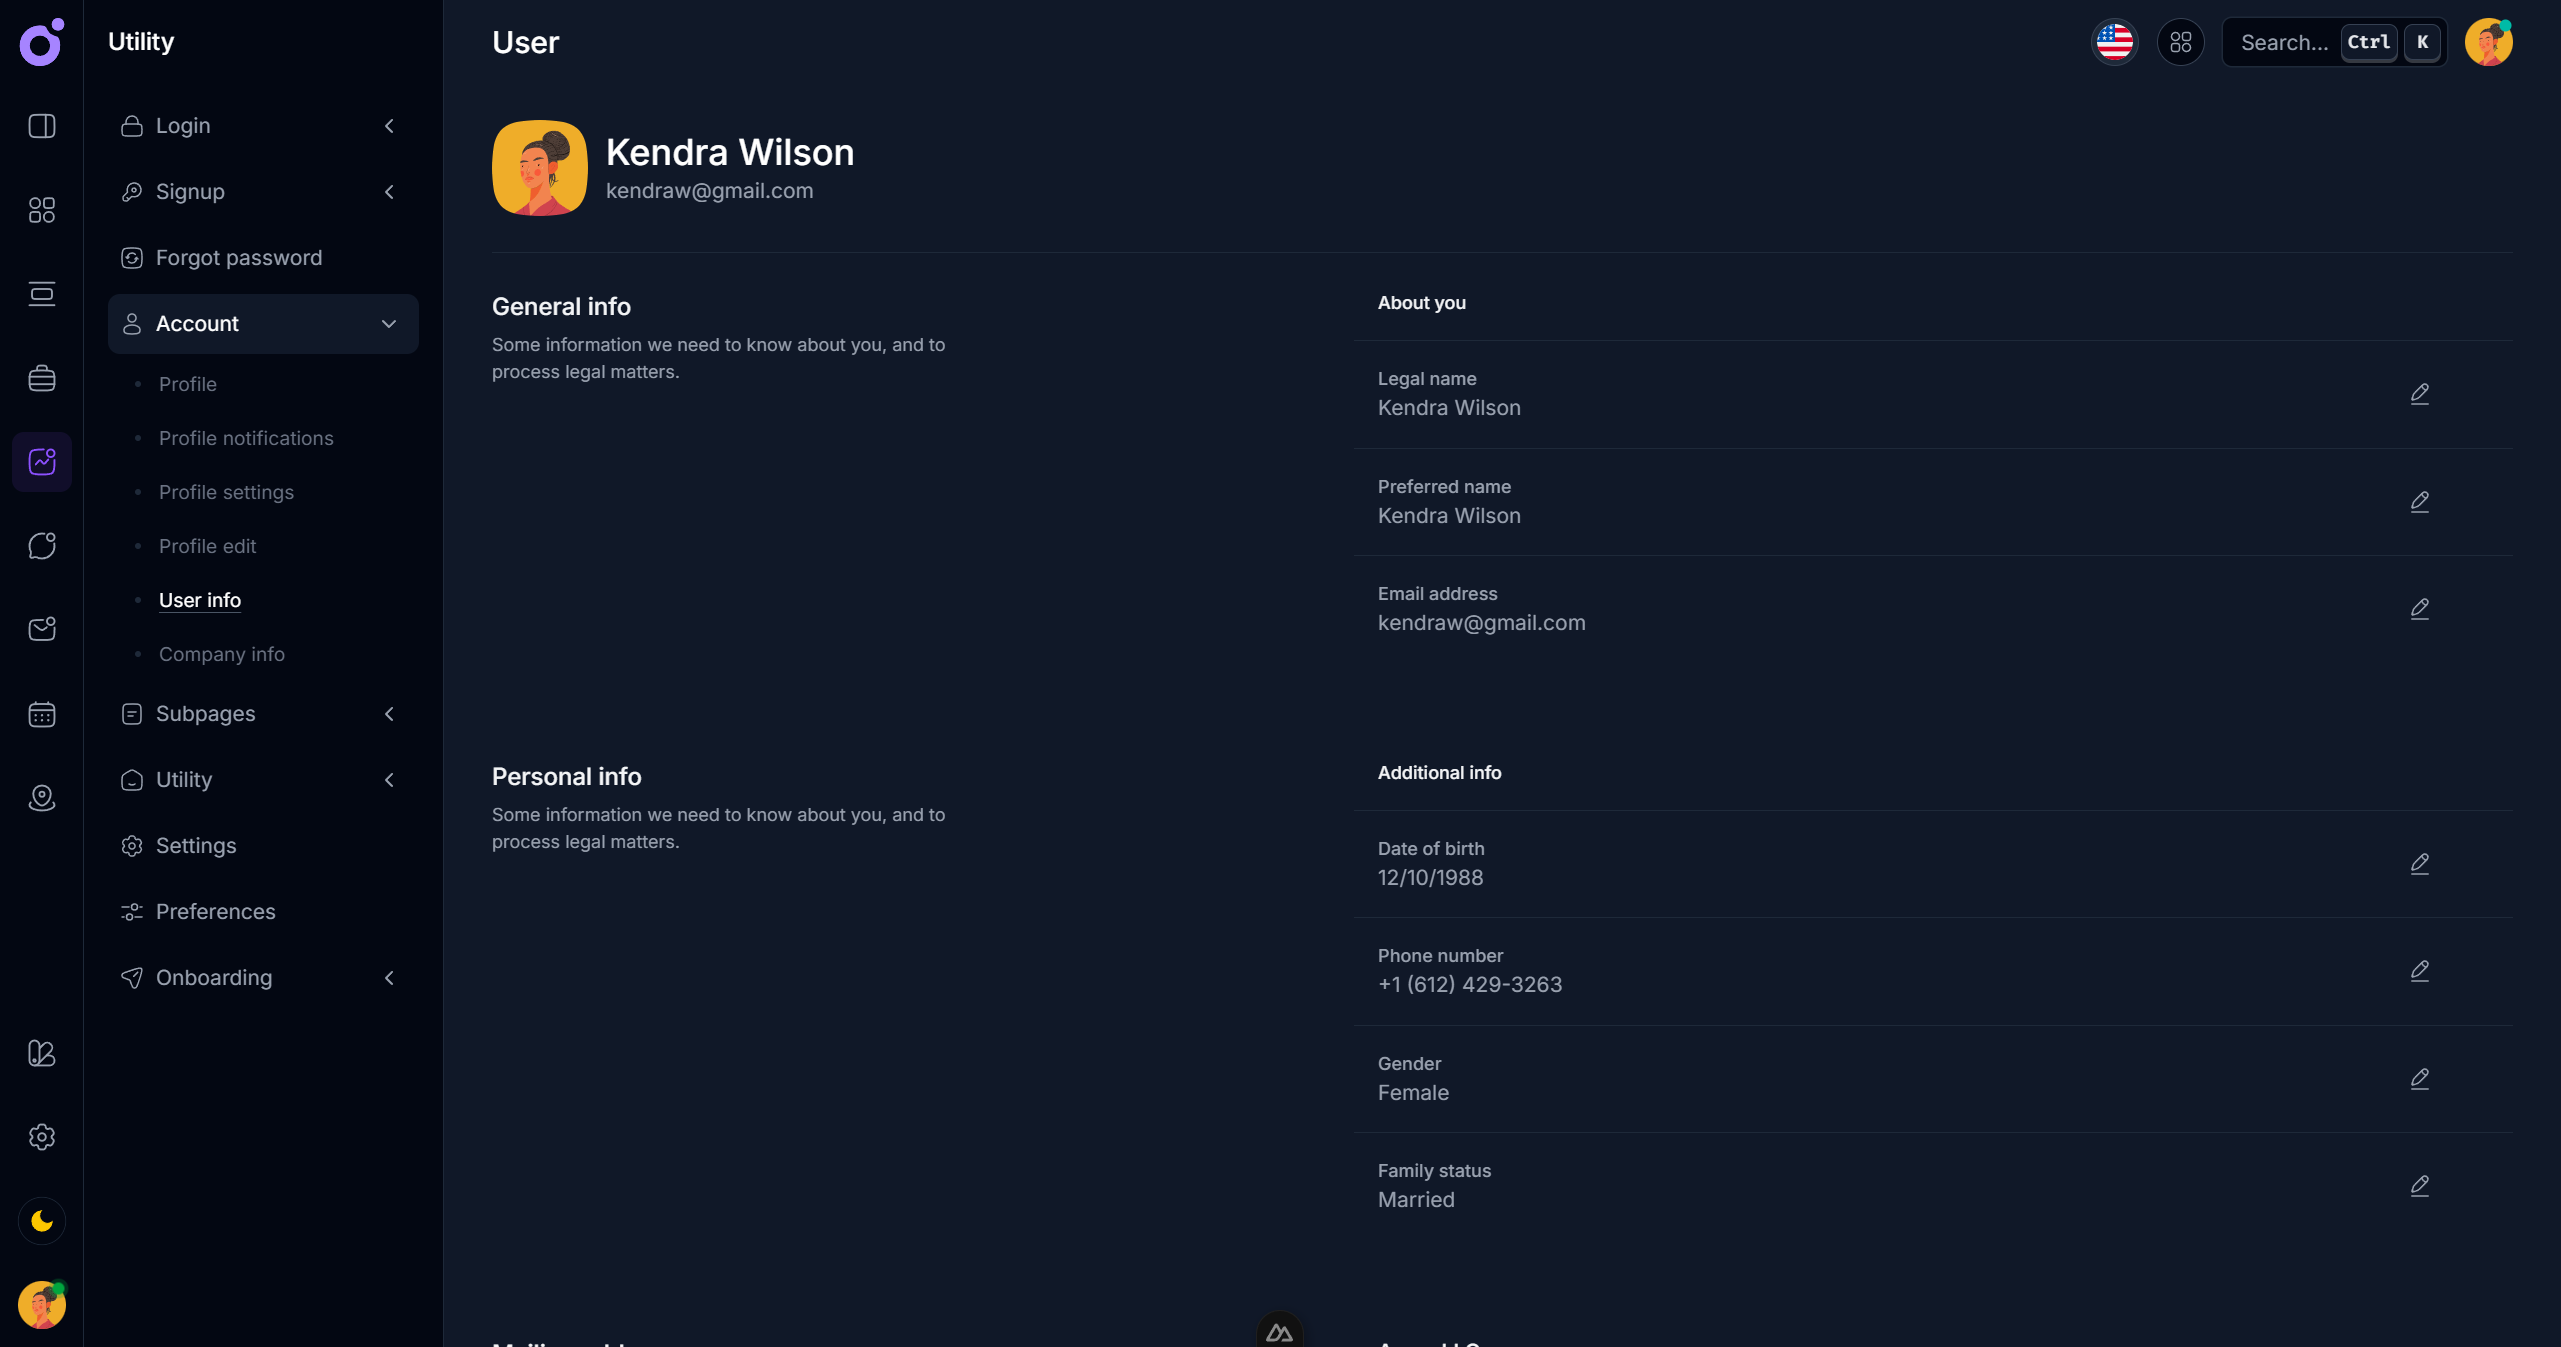 Utility
Login
Signup
Forgot password
Account
Profile
Profile notifications
Profile settings
Profile edit
User info
Company info
Subpages
Utility
Settings
Preferences
Onboarding
User
Search... Ctrl K
Kendra Wilson
kendraw@gmail.com
General info
Some information we need to know about you, and to
process legal matters.
About you
Legal name
Kendra Wilson
Preferred name
Kendra Wilson
Email address
kendraw@gmail.com
Personal info
Some information we need to know about you, and to
process legal matters.
Additional info
Date of birth
12/10/1988
Phone number
+1 (612) 429-3263
Gender
Female
Family status
Married